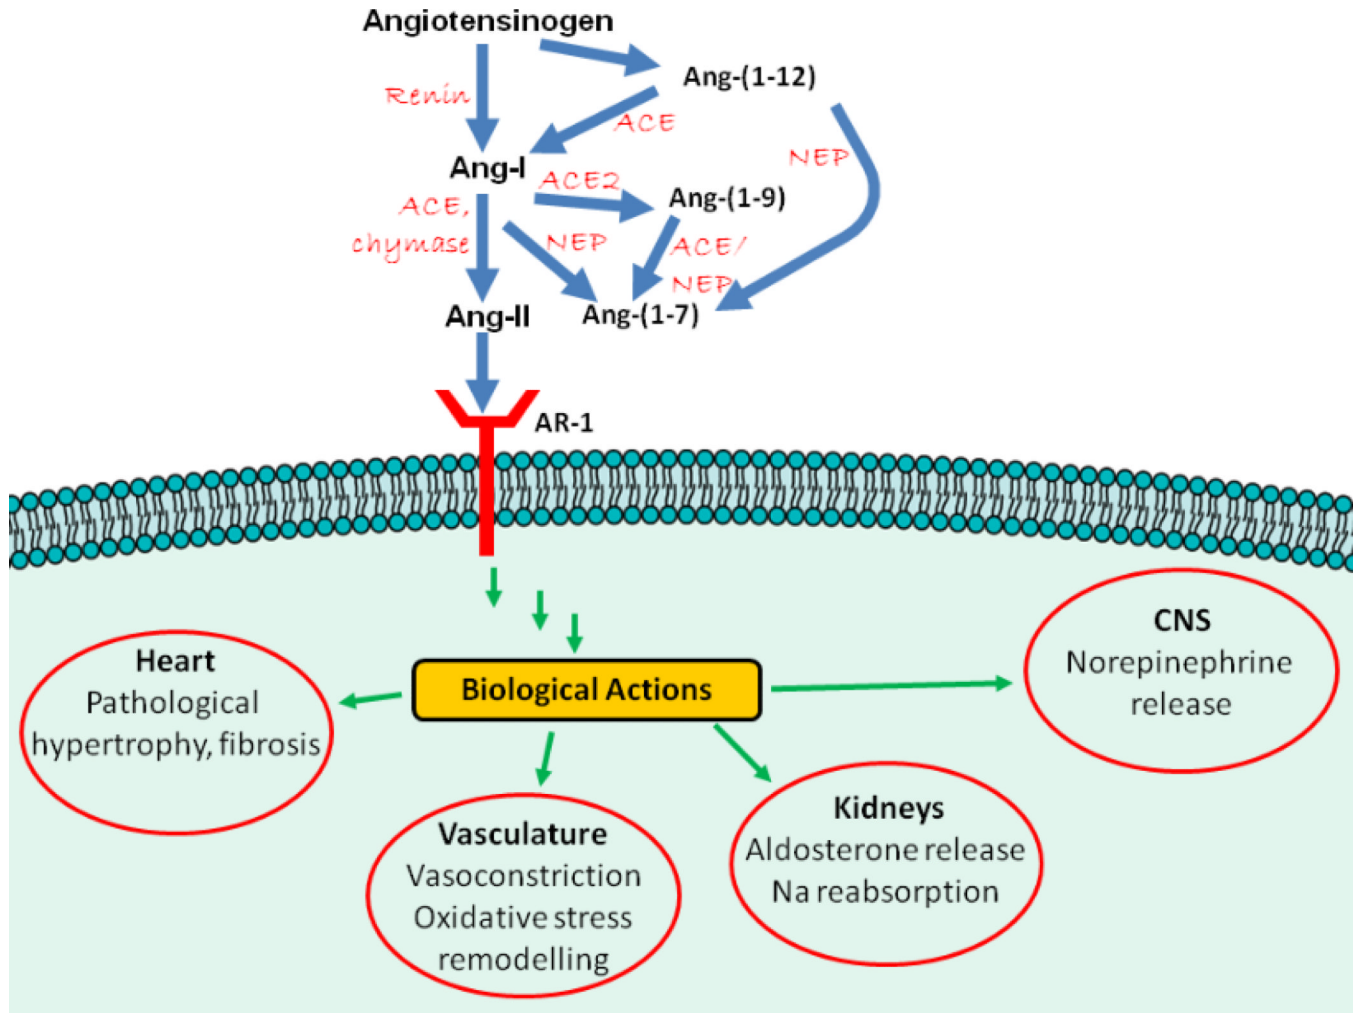 Angiotensinogen
Ang-(1-12)
Renin
ACE
NEP
Ang-I
ACE2
Ang-(1-9)
ACE,
chymase
NEP
ACE/
NEP
Ang-II
Ang-(1-7)
AR-1
Biological Actions
Heart
Pathological
hypertrophy, fibrosis
Vasculature
Vasoconstriction
Oxidative stress
remodelling
Kidneys
Aldosterone release
Na reabsorption
CNS
Norepinephrine
release